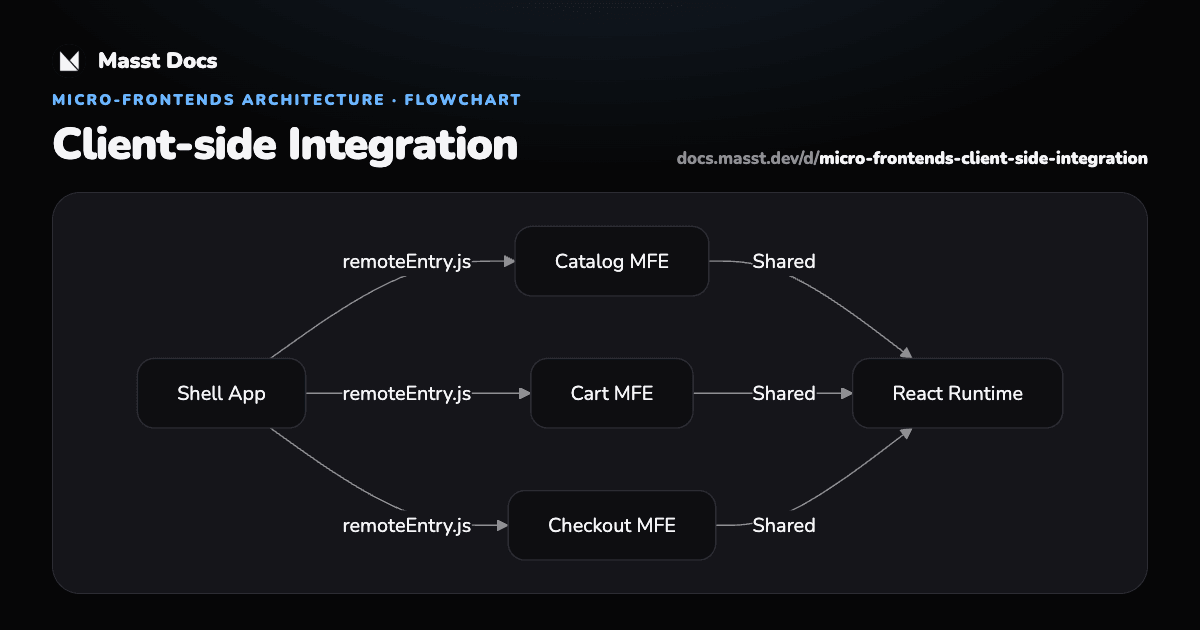 Masst Docs
MICRO-FRONTENDS ARCHITECTURE · FLOWCHART
Client-side Integration
docs.masst.dev/d/micro-frontends-client-side-integration
remoteEntry.js
Catalog MFE
Shared
Shell App
remoteEntry.js
Cart MFE
Shared
React Runtime
remoteEntry.js
Checkout MFE
Shared